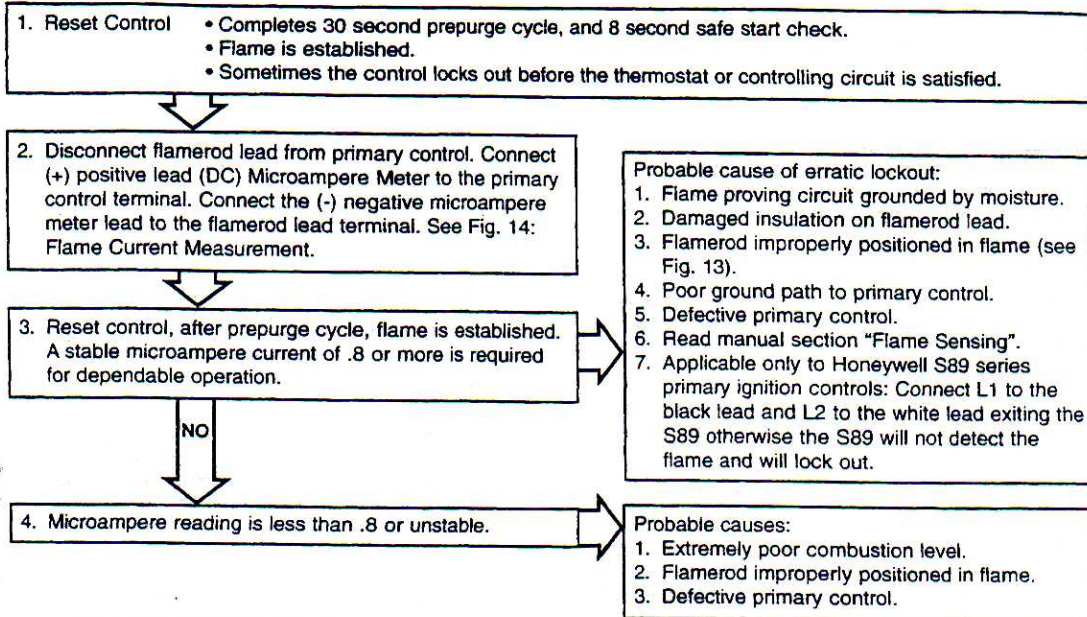 1. Reset Control • Completes 30 second prepurge cycle, and 8 second safe start check.
• Flame is established.
• Sometimes the control locks out before the thermostat or controlling circuit is satisfied.
2. Disconnect flamerod lead from primary control. Connect
(+) positive lead (DC) Microampere Meter to the primary
control terminal. Connect the (-) negative microampere
meter lead to the flamerod lead terminal. See Fig. 14:
Flame Current Measurement.
3. Reset control, after prepurge cycle, flame is established.
A stable microampere current of .8 or more is required
for dependable operation.
Probable cause of erratic lockout:
1. Flame proving circuit grounded by moisture.
2. Damaged insulation on flamerod lead.
3. Flamerod improperly positioned in flame (see
Fig. 13).
4. Poor ground path to primary control.
5. Defective primary control.
6. Read manual section “Flame Sensing”.
7. Applicable only to Honeywell S89 series
primary ignition controls: Connect L1 to the
black lead and L2 to the white lead exiting the
S89 otherwise the S89 will not detect the
flame and will lock out.
NO
4. Microampere reading is less than .8 or unstable.
Probable causes:
1. Extremely poor combustion level.
2. Flamerod improperly positioned in flame.
3. Defective primary control.